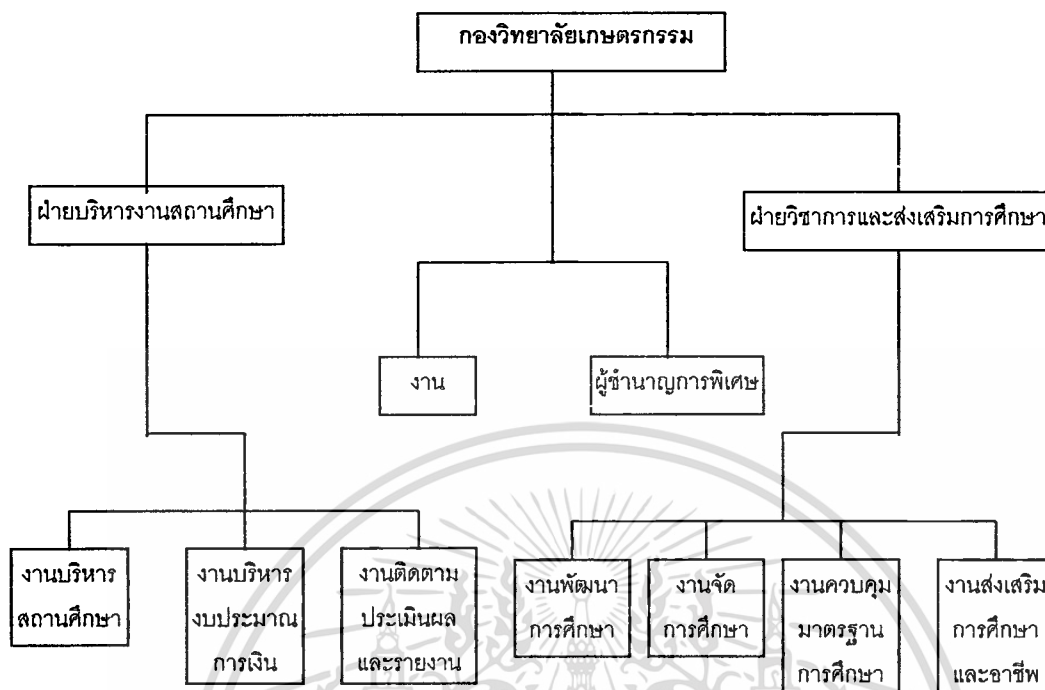 กองวิทยาลัยเกษตรกรรม
ฝ่ายบริหารงานสถานศึกษา
ฝ่ายวิชาการและส่งเสริมการศึกษา
งาน
ผู้ชำนาญการพิเศษ
งานบริหาร
สถานศึกษา
งานบริหาร
งบประมาณ
การเงิน
งานติดตาม
ประเมินผล
และรายงาน
งานพัฒนา
การศึกษา
งานจัด
การศึกษา
งานควบคุม
มาตรฐาน
การศึกษา
งานส่งเสริม
การศึกษา
และอาชีพ